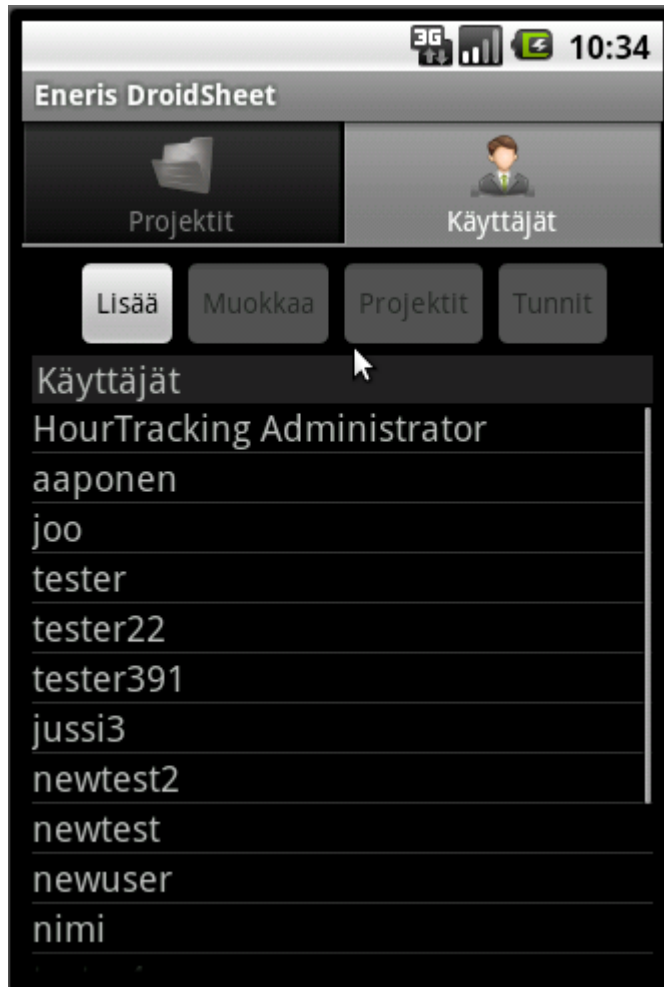 3G 10:34
Eneris DroidSheet
Projektit Käyttäjät
Lisää Muokkaa Projektit Tunnit
Käyttäjät
HourTracking Administrator
aaponen
joo
tester
tester22
tester391
jussi3
newtest2
newtest
newuser
nimi